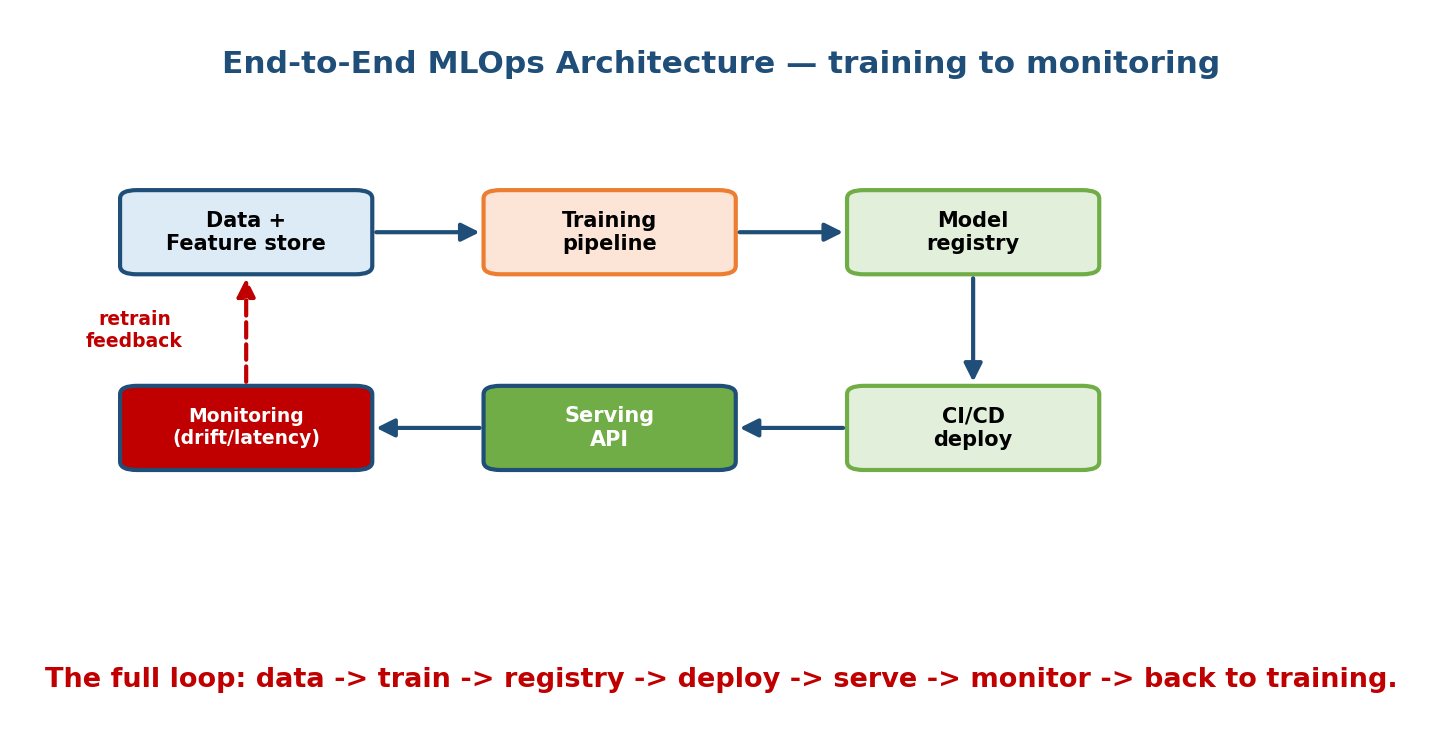 End-to-End MLOps Architecture — training to monitoring
Data +
Feature store
Training
pipeline
Model
registry
retrain
feedback
Monitoring
(drift/latency)
Serving
API
CI/CD
deploy
The full loop: data -> train -> registry -> deploy -> serve -> monitor -> back to training.